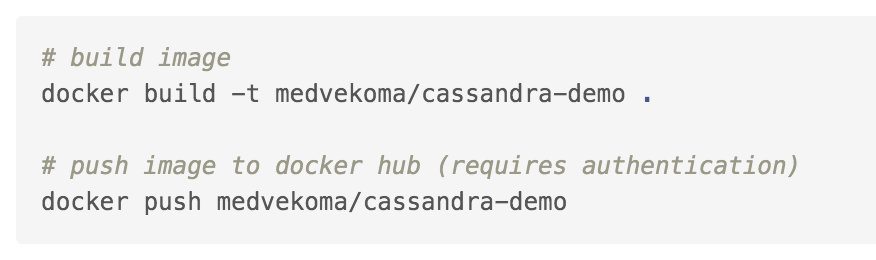 # build image
docker build -t medvekoma/cassandra-demo .
# push image to docker hub (requires authentication)
docker push medvekoma/cassandra-demo